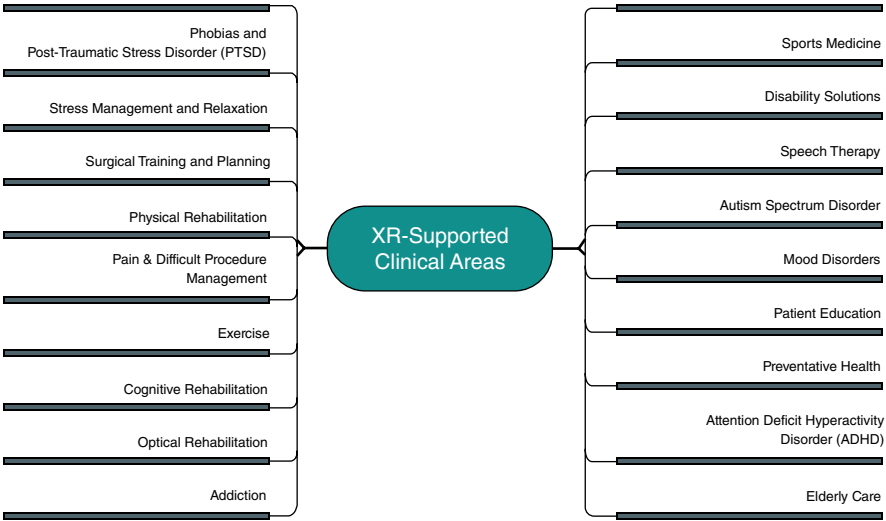 Phobias and
Post-Traumatic Stress Disorder (PTSD)
Stress Management and Relaxation
Surgical Training and Planning
Physical Rehabilitation
Pain & Difficult Procedure
Management
Exercise
Cognitive Rehabilitation
Optical Rehabilitation
Addiction
XR-Supported
Clinical Areas
Sports Medicine
Disability Solutions
Speech Therapy
Autism Spectrum Disorder
Mood Disorders
Patient Education
Preventative Health
Attention Deficit Hyperactivity
Disorder (ADHD)
Elderly Care